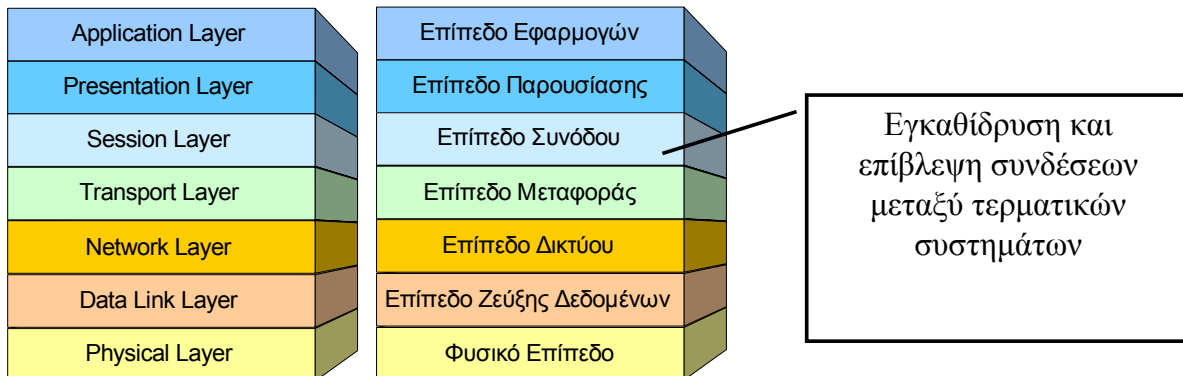 Application Layer
Presentation Layer
Session Layer
Transport Layer
Network Layer
Data Link Layer
Physical Layer
Επίπεδο Εφαρμογών
Επίπεδο Παρουσίασης
Επίπεδο Συνόδου
Επίπεδο Μεταφοράς
Επίπεδο Δικτύου
Επίπεδο Ζεύξης Δεδομένων
Φυσικό Επίπεδο
Εγκαθίδρυση και
επίβλεψη συνδέσεων
μεταξύ τερματικών
συστημάτων